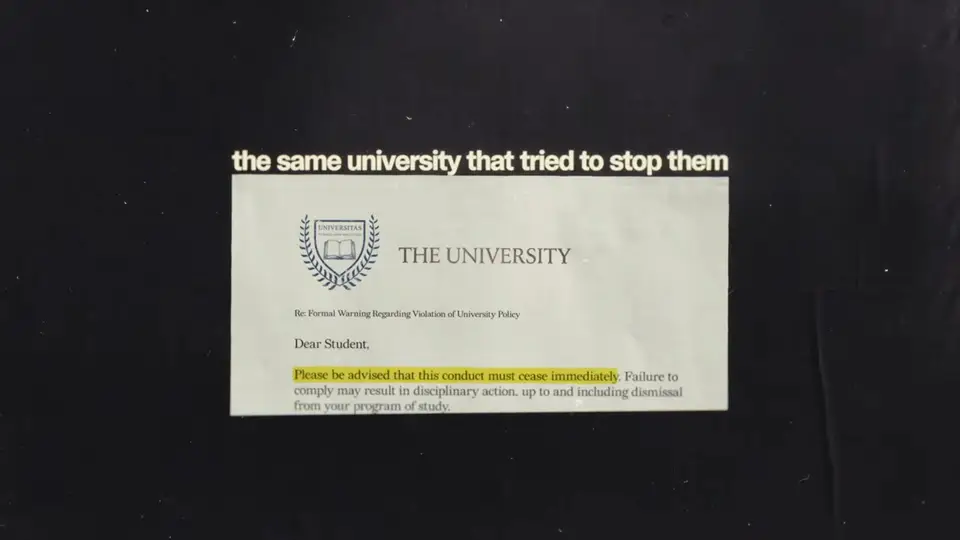 the same university that tried to stop them
UNIVERSITAS
THE UNIVERSITY
Re: Formal Warning Regarding Violation of University Policy
Dear Student,
Please be advised that this conduct must cease immediately. Failure to
comply may result in disciplinary action, up to and including dismissal
from your program of study.